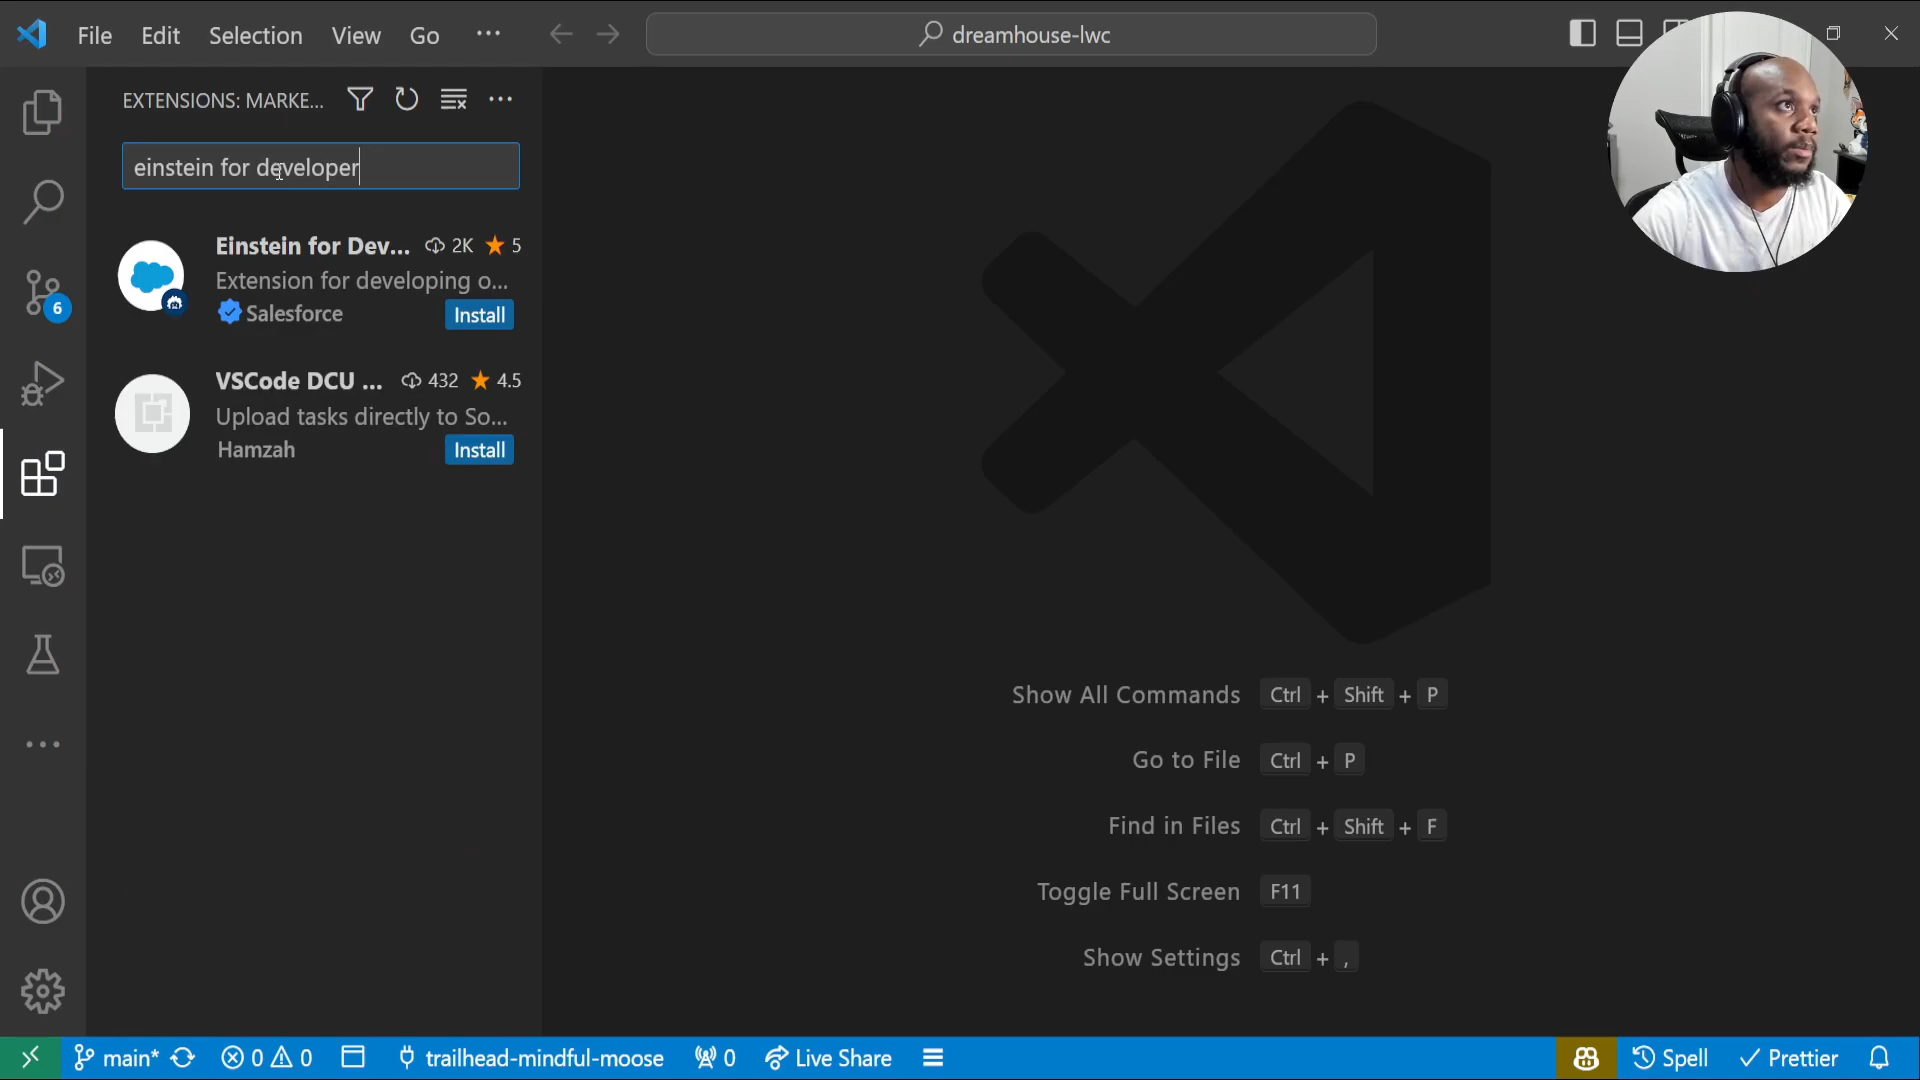 File Edit Selection View Go ···
dreamhouse-lwc
EXTENSIONS: MARKE...
einstein for developer
Einstein for Dev... 2K 5
Extension for developing o...
Salesforce Install
VSCode DCU ... 432 4.5
Upload tasks directly to So...
Hamzah Install
6
Show All Commands Ctrl + Shift + P
Go to File Ctrl + P
Find in Files Ctrl + Shift + F
Toggle Full Screen F11
Show Settings Ctrl + ,
main* 0 0 trailhead-mindful-moose 0 Live Share Spell Prettier